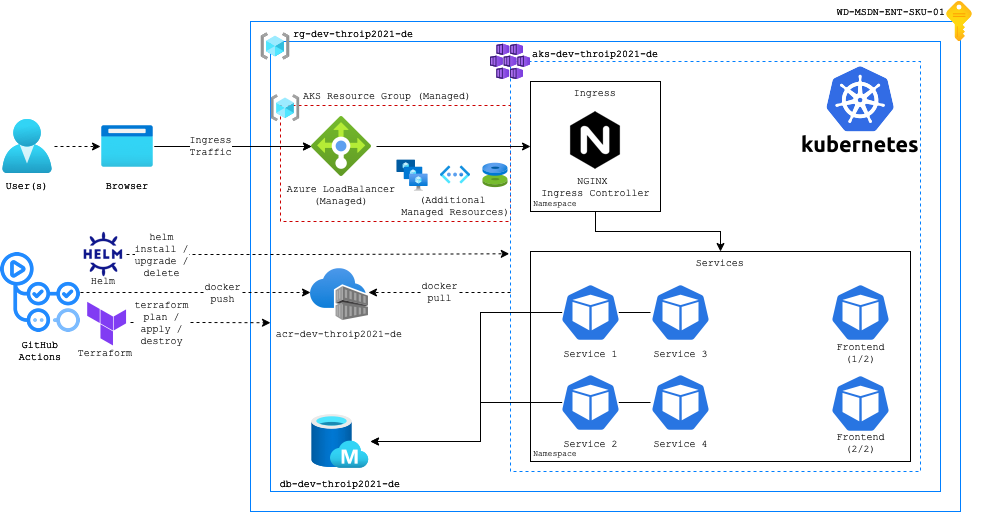 WD-MSDN-ENT-SKU-01
rg-dev-throip2021-de
aks-dev-throip2021-de
AKS Resource Group (Managed)
Ingress
kubernetes
User(s)
Browser
Ingress
Traffic
Azure LoadBalancer
(Managed)
(Additional
Managed Resources)
N
NGINX
Ingress Controller
Namespace
HELM
Helm
helm
install /
upgrade /
delete
docker
push
docker
pull
terraform
plan /
apply /
destroy
GitHub
Actions
Terraform
acr-dev-throip2021-de
M
db-dev-throip2021-de
Services
Service 1
Service 3
Frontend
(1/2)
Service 2
Service 4
Frontend
(2/2)
Namespace